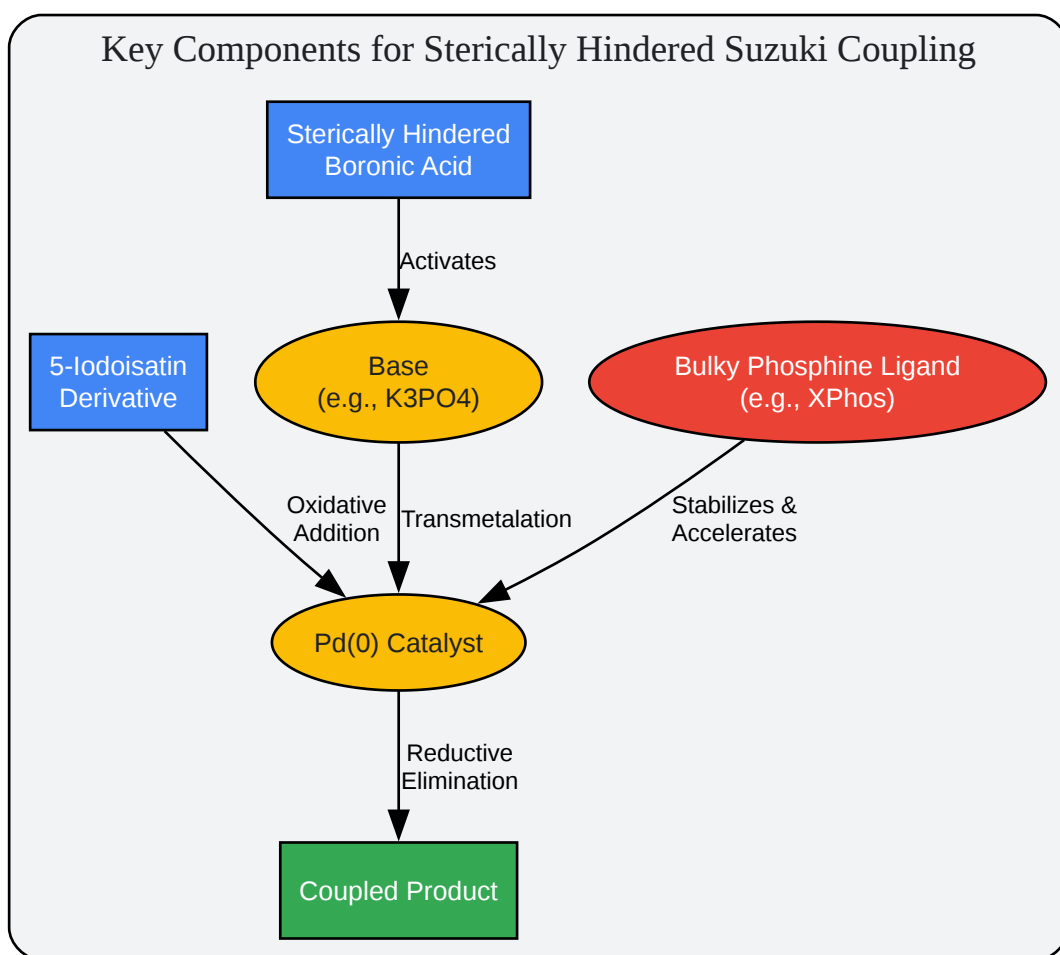 Key Components for Sterically Hindered Suzuki Coupling
Sterically Hindered
Boronic Acid
Activates
5-Iodoisatin
Derivative
Base
(e.g., K3PO4)
Bulky Phosphine Ligand
(e.g., XPhos)
Oxidative
Addition
Transmetalation
Stabilizes &
Accelerates
Pd(0) Catalyst
Reductive
Elimination
Coupled Product